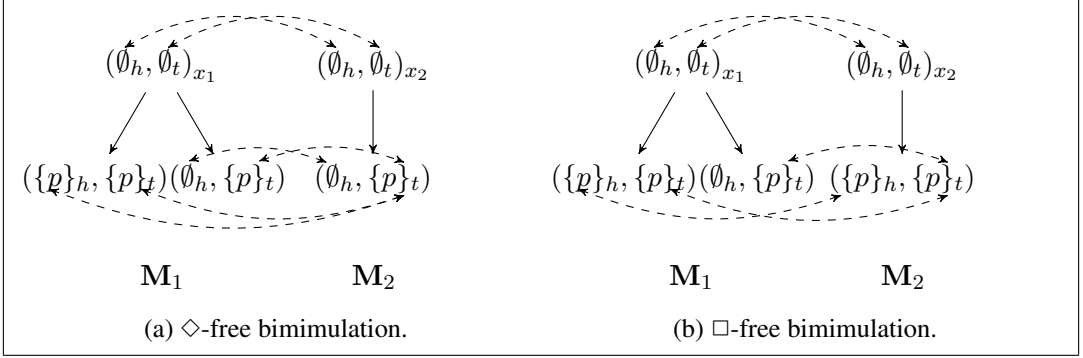 (∅ₕ, ∅ₜ)ₓ₁ (∅ₕ, ∅ₜ)ₓ₂ (∅ₕ, ∅ₜ)ₓ₁ (∅ₕ, ∅ₜ)ₓ₂
({p}ₕ, {p}ₜ)(∅ₕ, {p}ₜ) (∅ₕ, {p}ₜ) ({p}ₕ, {p}ₜ)(∅ₕ, {p}ₜ) ({p}ₕ, {p}ₜ)
M₁ M₂ M₁ M₂
(a) ◇-free bimimulation. (b) □-free bimimulation.